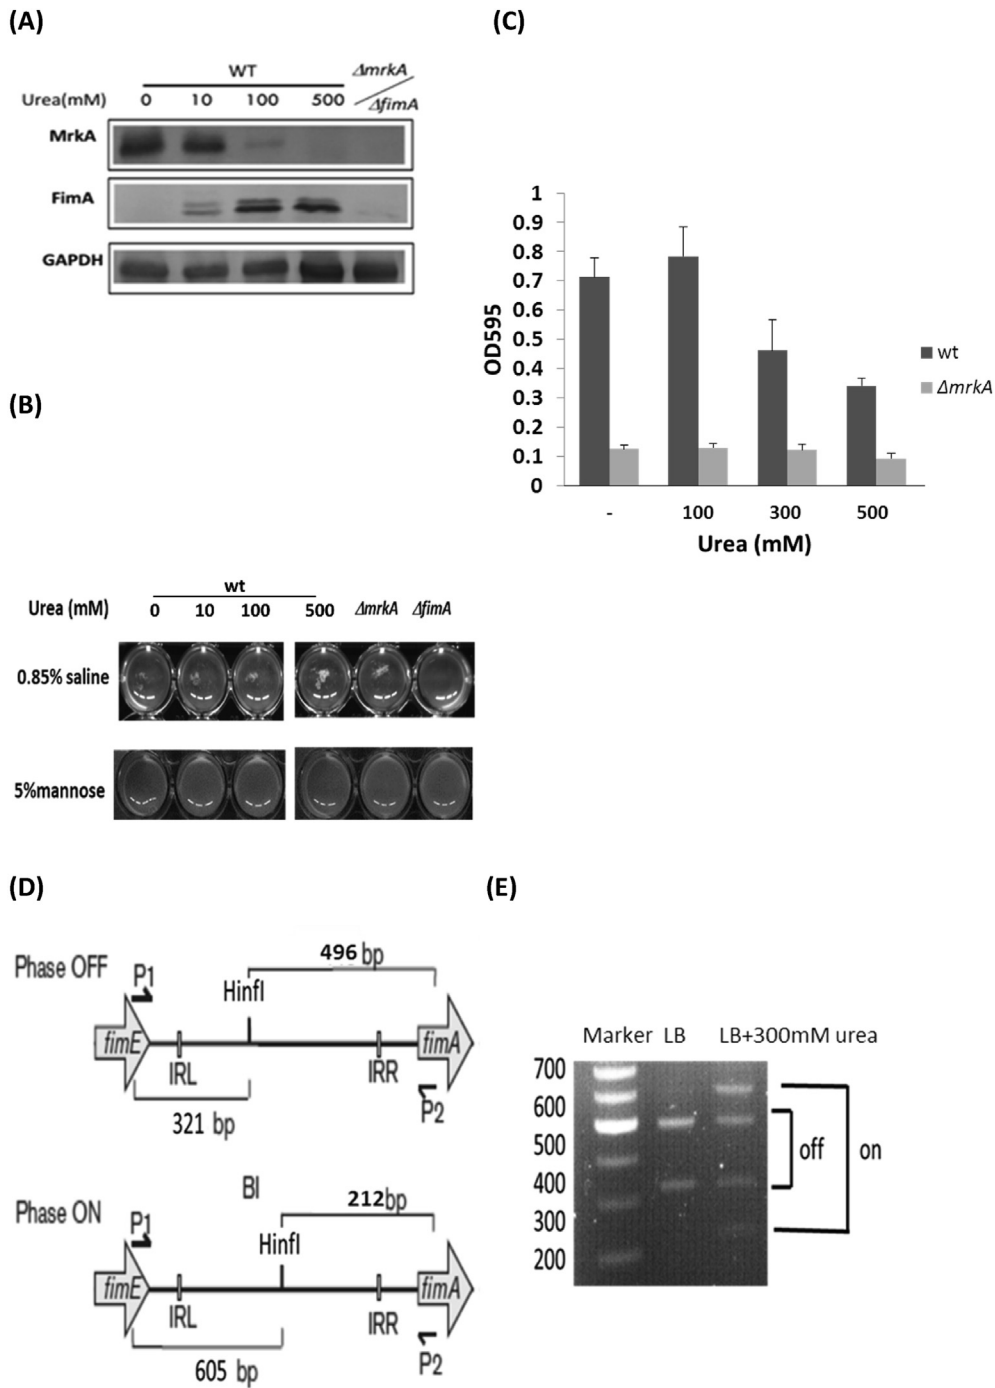 (A)
WT
ΔmrkA
ΔfimA
Urea(mM) 0 10 100 500
MrkA
FimA
GAPDH
(B)
wt
Urea (mM) 0 10 100 500 ΔmrkA ΔfimA
0.85% saline
5%mannose
(C)
1
0.9
0.8
0.7
0.6
0.5
0.4
0.3
0.2
0.1
0
OD595
- 100 300 500
Urea (mM)
wt
ΔmrkA
(D)
Phase OFF
496 bp
P1
HinfI
fimE
fimA
IRL
IRR
P2
321 bp
BI
Phase ON
212bp
P1
HinfI
fimE
fimA
IRL
IRR
P2
605 bp
(E)
Marker LB LB+300mM urea
700
600
500
400
300
200
off
on